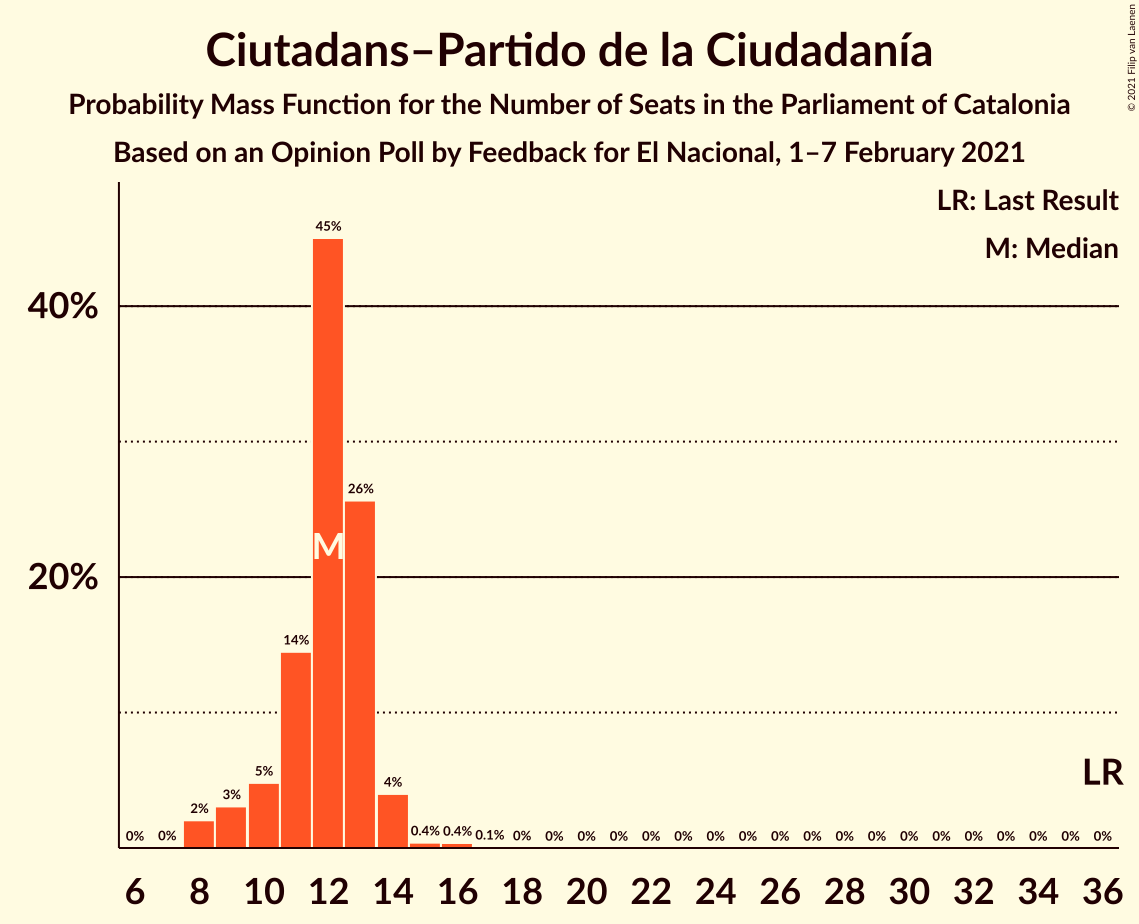 Ciutadans–Partido de la Ciudadanía
Probability Mass Function for the Number of Seats in the Parliament of Catalonia
Based on an Opinion Poll by Feedback for El Nacional, 1–7 February 2021
© 2021 Filip van Laenen
LR: Last Result
M: Median
45%
40%
26%
M
20%
14%
LR
5%
4%
3%
2%
0% 0% 0.4% 0.4% 0.1% 0% 0% 0% 0% 0% 0% 0% 0% 0% 0% 0% 0% 0% 0% 0% 0% 0% 0% 0%
6 8 10 12 14 16 18 20 22 24 26 28 30 32 34 36